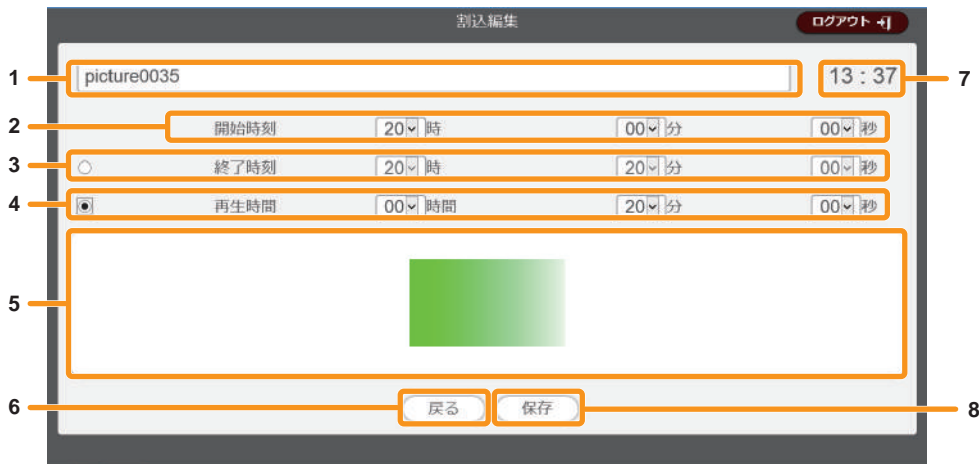 割込編集 ログアウト
1 picture0035 13 : 37 7
2 開始時刻 20 時 00 分 00 秒
3 終了時刻 20 時 20 分 00 秒
4 再生時間 00 時間 20 分 00 秒
5
6 戻る 保存 8